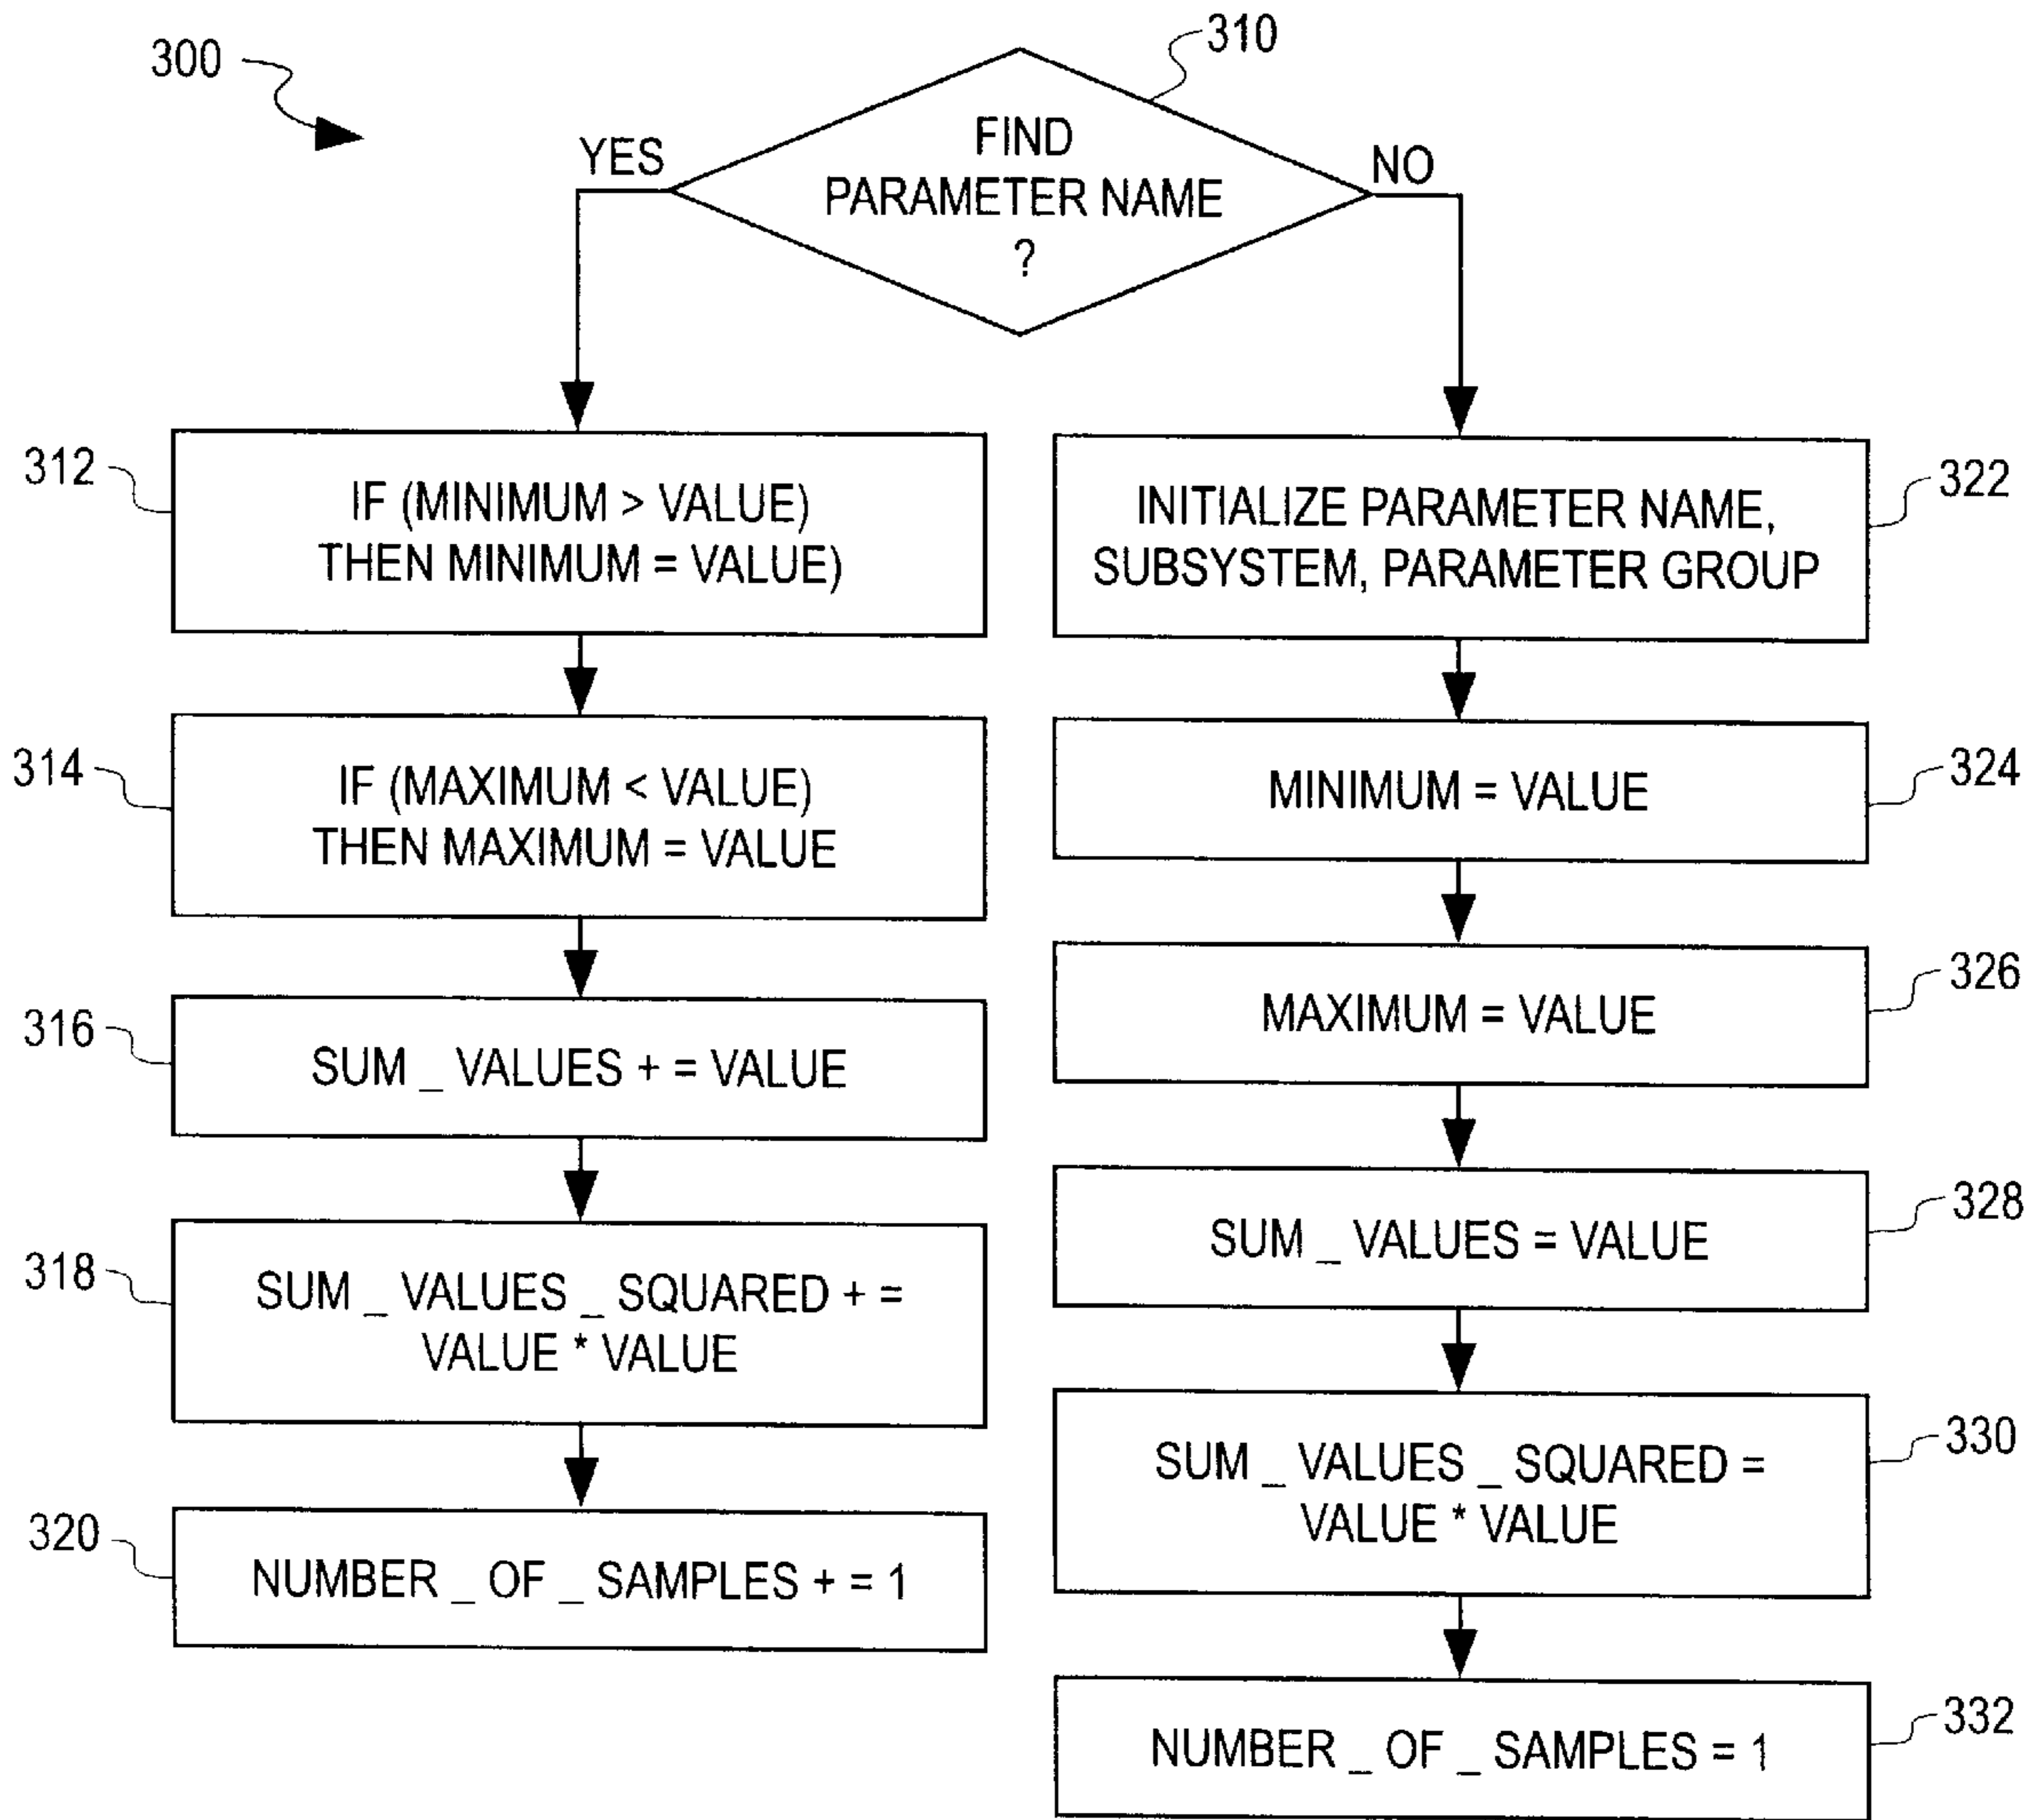 300
310
FIND
PARAMETER NAME
?
YES
NO
312
IF (MINIMUM > VALUE)
THEN MINIMUM = VALUE)
314
IF (MAXIMUM < VALUE)
THEN MAXIMUM = VALUE
316
SUM _ VALUES + = VALUE
318
SUM _ VALUES _ SQUARED + =
VALUE * VALUE
320
NUMBER _ OF _ SAMPLES + = 1
322
INITIALIZE PARAMETER NAME,
SUBSYSTEM, PARAMETER GROUP
324
MINIMUM = VALUE
326
MAXIMUM = VALUE
328
SUM _ VALUES = VALUE
330
SUM _ VALUES _ SQUARED =
VALUE * VALUE
332
NUMBER _ OF _ SAMPLES = 1